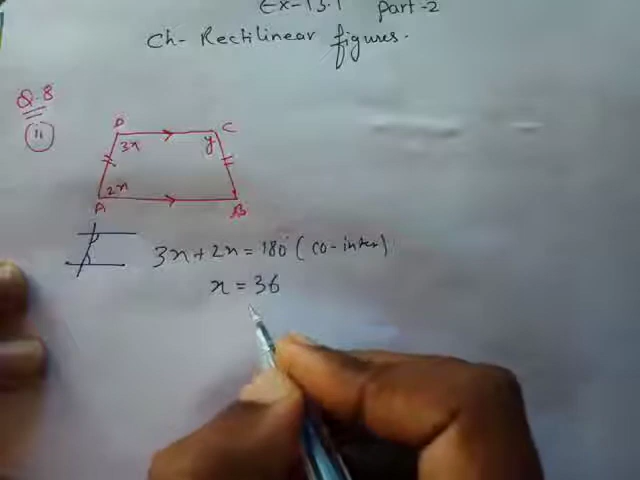 Ex-13.1 Part-2
Ch- Rectilinear figures.
Q.8
(ii)
D C
3x y
2x
A B
3x + 2x = 180° (co-inter)
x = 36